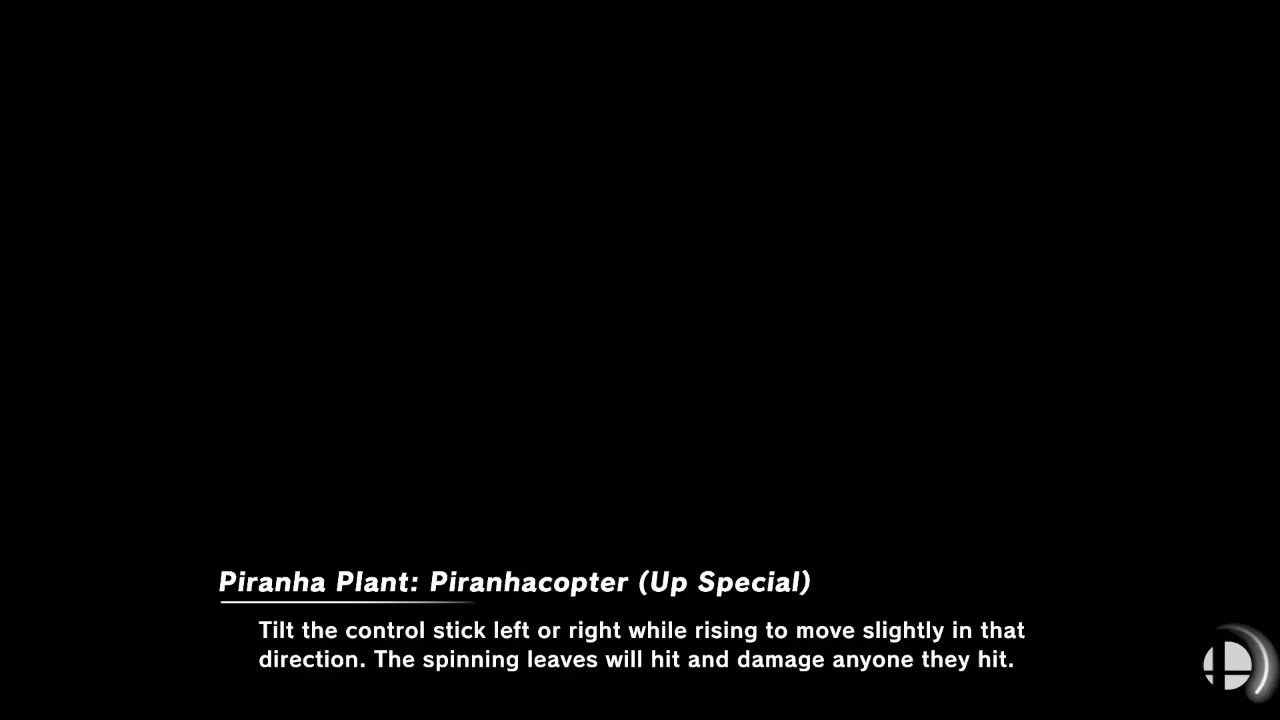 Piranha Plant: Piranhacopter (Up Special)
Tilt the control stick left or right while rising to move slightly in that
direction. The spinning leaves will hit and damage anyone they hit.